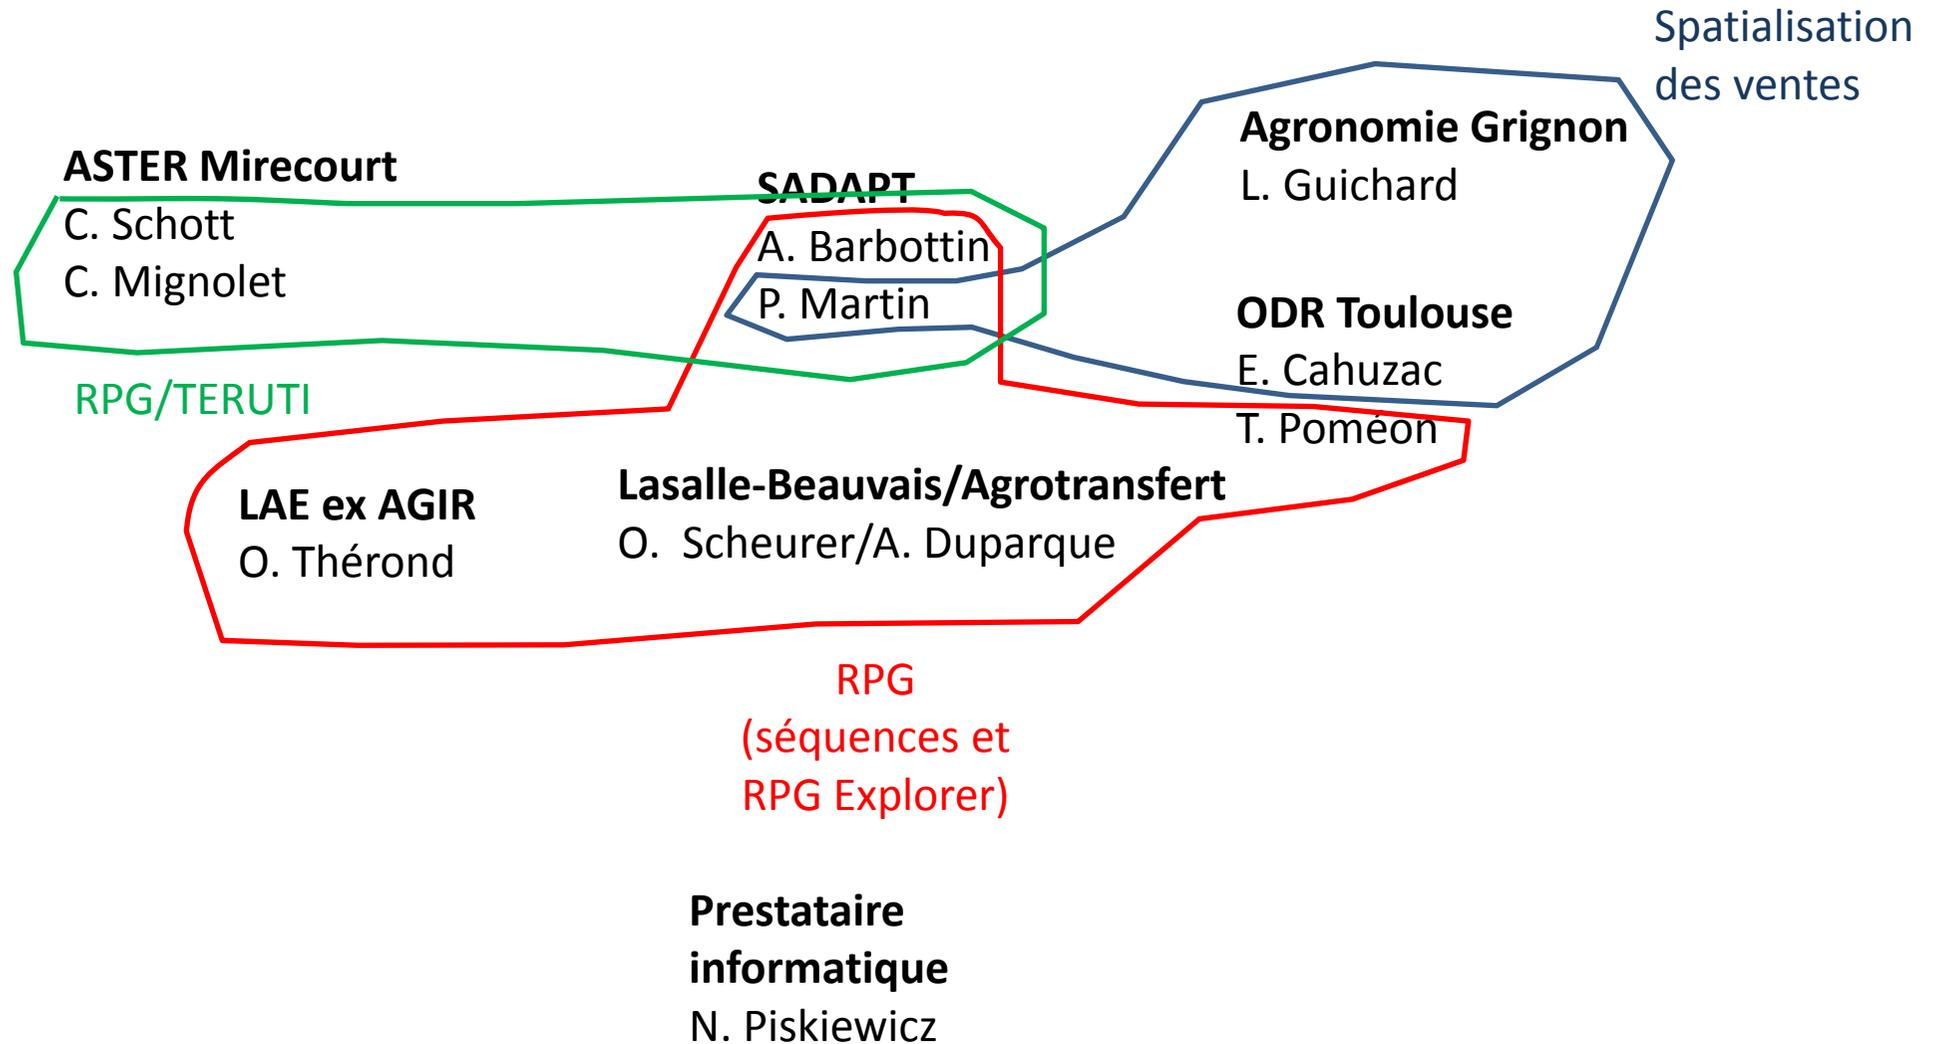 Spatialisation
des ventes
ASTER Mirecourt
C. Schott
C. Mignolet
RPG/TERUTI
SADAPT
A. Barbottin
P. Martin
Agronomie Grignon
L. Guichard
ODR Toulouse
E. Cahuzac
T. Poméon
LAE ex AGIR
O. Thérond
Lasalle-Beauvais/Agrotransfert
O. Scheurer/A. Duparque
RPG
(séquences et
RPG Explorer)
Prestataire
informatique
N. Piskiewicz